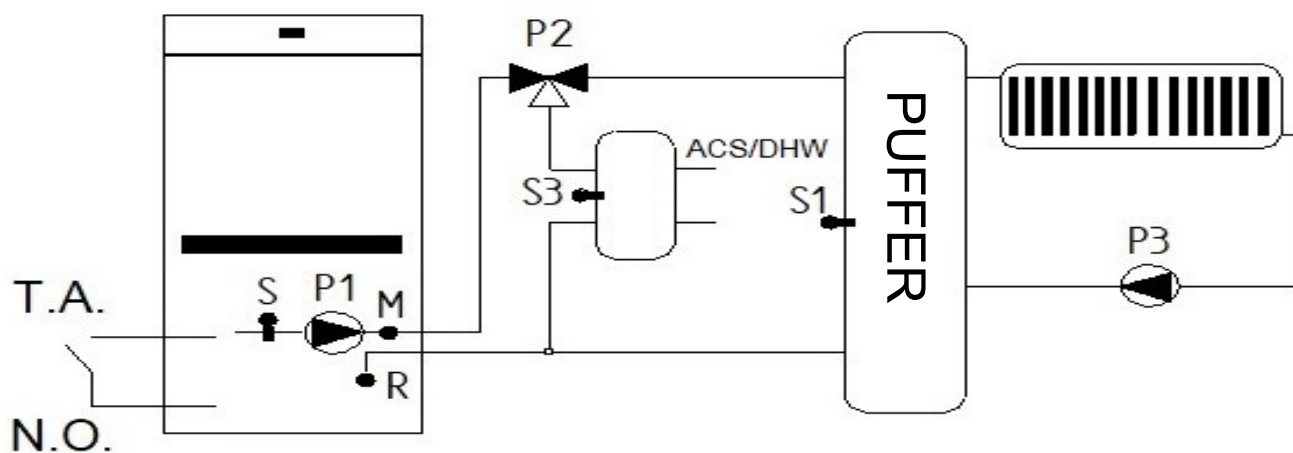 P2
PUFFER
ACS/DHW
S3
S1
P3
T.A.
S
P1
M
R
N.O.